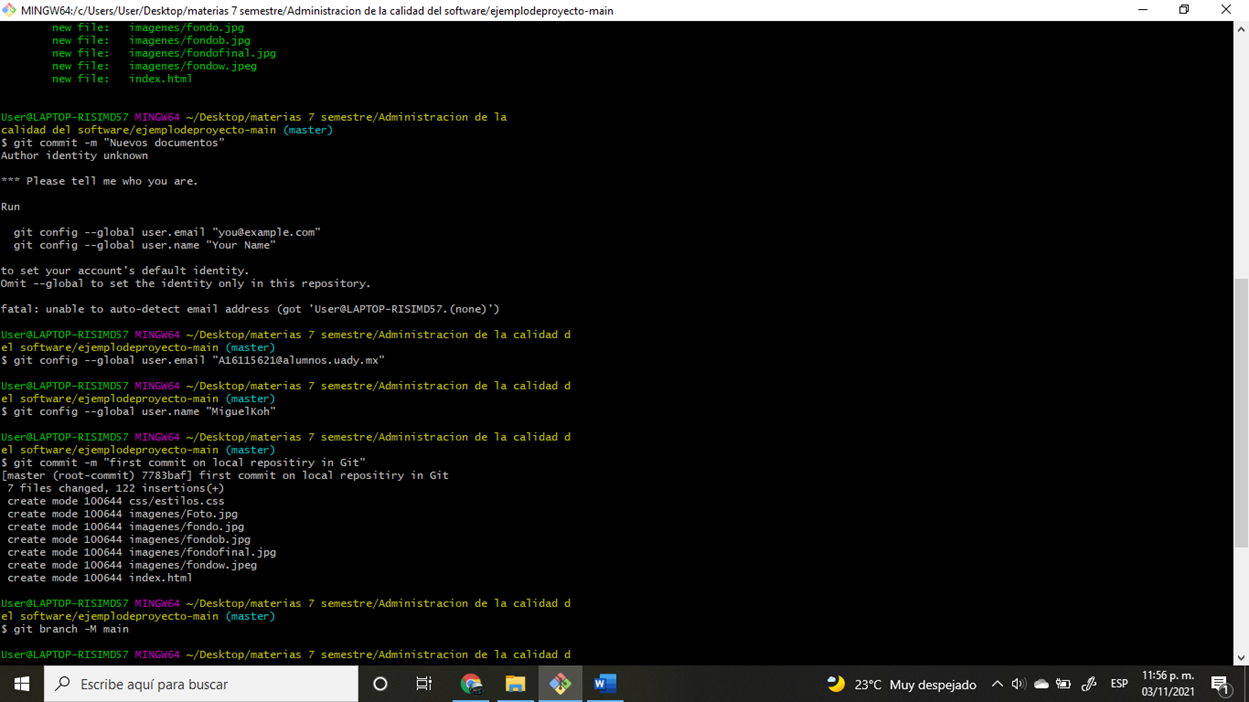 MINGW64:/c/Users/User/Desktop/materias 7 semestre/Administracion de la calidad del software/ejemplodeproyecto-main
new file:   imagenes/fondo.jpg
new file:   imagenes/fondob.jpg
new file:   imagenes/fondofinal.jpg
new file:   imagenes/fondow.jpeg
new file:   index.html
User@LAPTOP-RISIMD57 MINGW64 ~/Desktop/materias 7 semestre/Administracion de la
calidad del software/ejemplodeproyecto-main (master)
$ git commit -m "Nuevos documentos"
Author identity unknown
*** Please tell me who you are.
Run
git config --global user.email "you@example.com"
git config --global user.name "Your Name"
to set your account's default identity.
Omit --global to set the identity only in this repository.
fatal: unable to auto-detect email address (got 'User@LAPTOP-RISIMD57.(none)')
User@LAPTOP-RISIMD57 MINGW64 ~/Desktop/materias 7 semestre/Administracion de la calidad d
el software/ejemplodeproyecto-main (master)
$ git config --global user.email "A16115621@alumnos.uady.mx"
User@LAPTOP-RISIMD57 MINGW64 ~/Desktop/materias 7 semestre/Administracion de la calidad d
el software/ejemplodeproyecto-main (master)
$ git config --global user.name "MiguelKoh"
User@LAPTOP-RISIMD57 MINGW64 ~/Desktop/materias 7 semestre/Administracion de la calidad d
el software/ejemplodeproyecto-main (master)
$ git commit -m "first commit on local repositiry in Git"
[master (root-commit) 7783baf] first commit on local repositiry in Git
7 files changed, 122 insertions(+)
create mode 100644 css/estilos.css
create mode 100644 imagenes/Foto.jpg
create mode 100644 imagenes/fondo.jpg
create mode 100644 imagenes/fondob.jpg
create mode 100644 imagenes/fondofinal.jpg
create mode 100644 imagenes/fondow.jpeg
create mode 100644 index.html
User@LAPTOP-RISIMD57 MINGW64 ~/Desktop/materias 7 semestre/Administracion de la calidad d
el software/ejemplodeproyecto-main (master)
$ git branch -M main
User@LAPTOP-RISIMD57 MINGW64 ~/Desktop/materias 7 semestre/Administracion de la calidad d
Escribe aquí para buscar
23°C Muy despejado
ESP
11:56 p. m.
03/11/2021
1